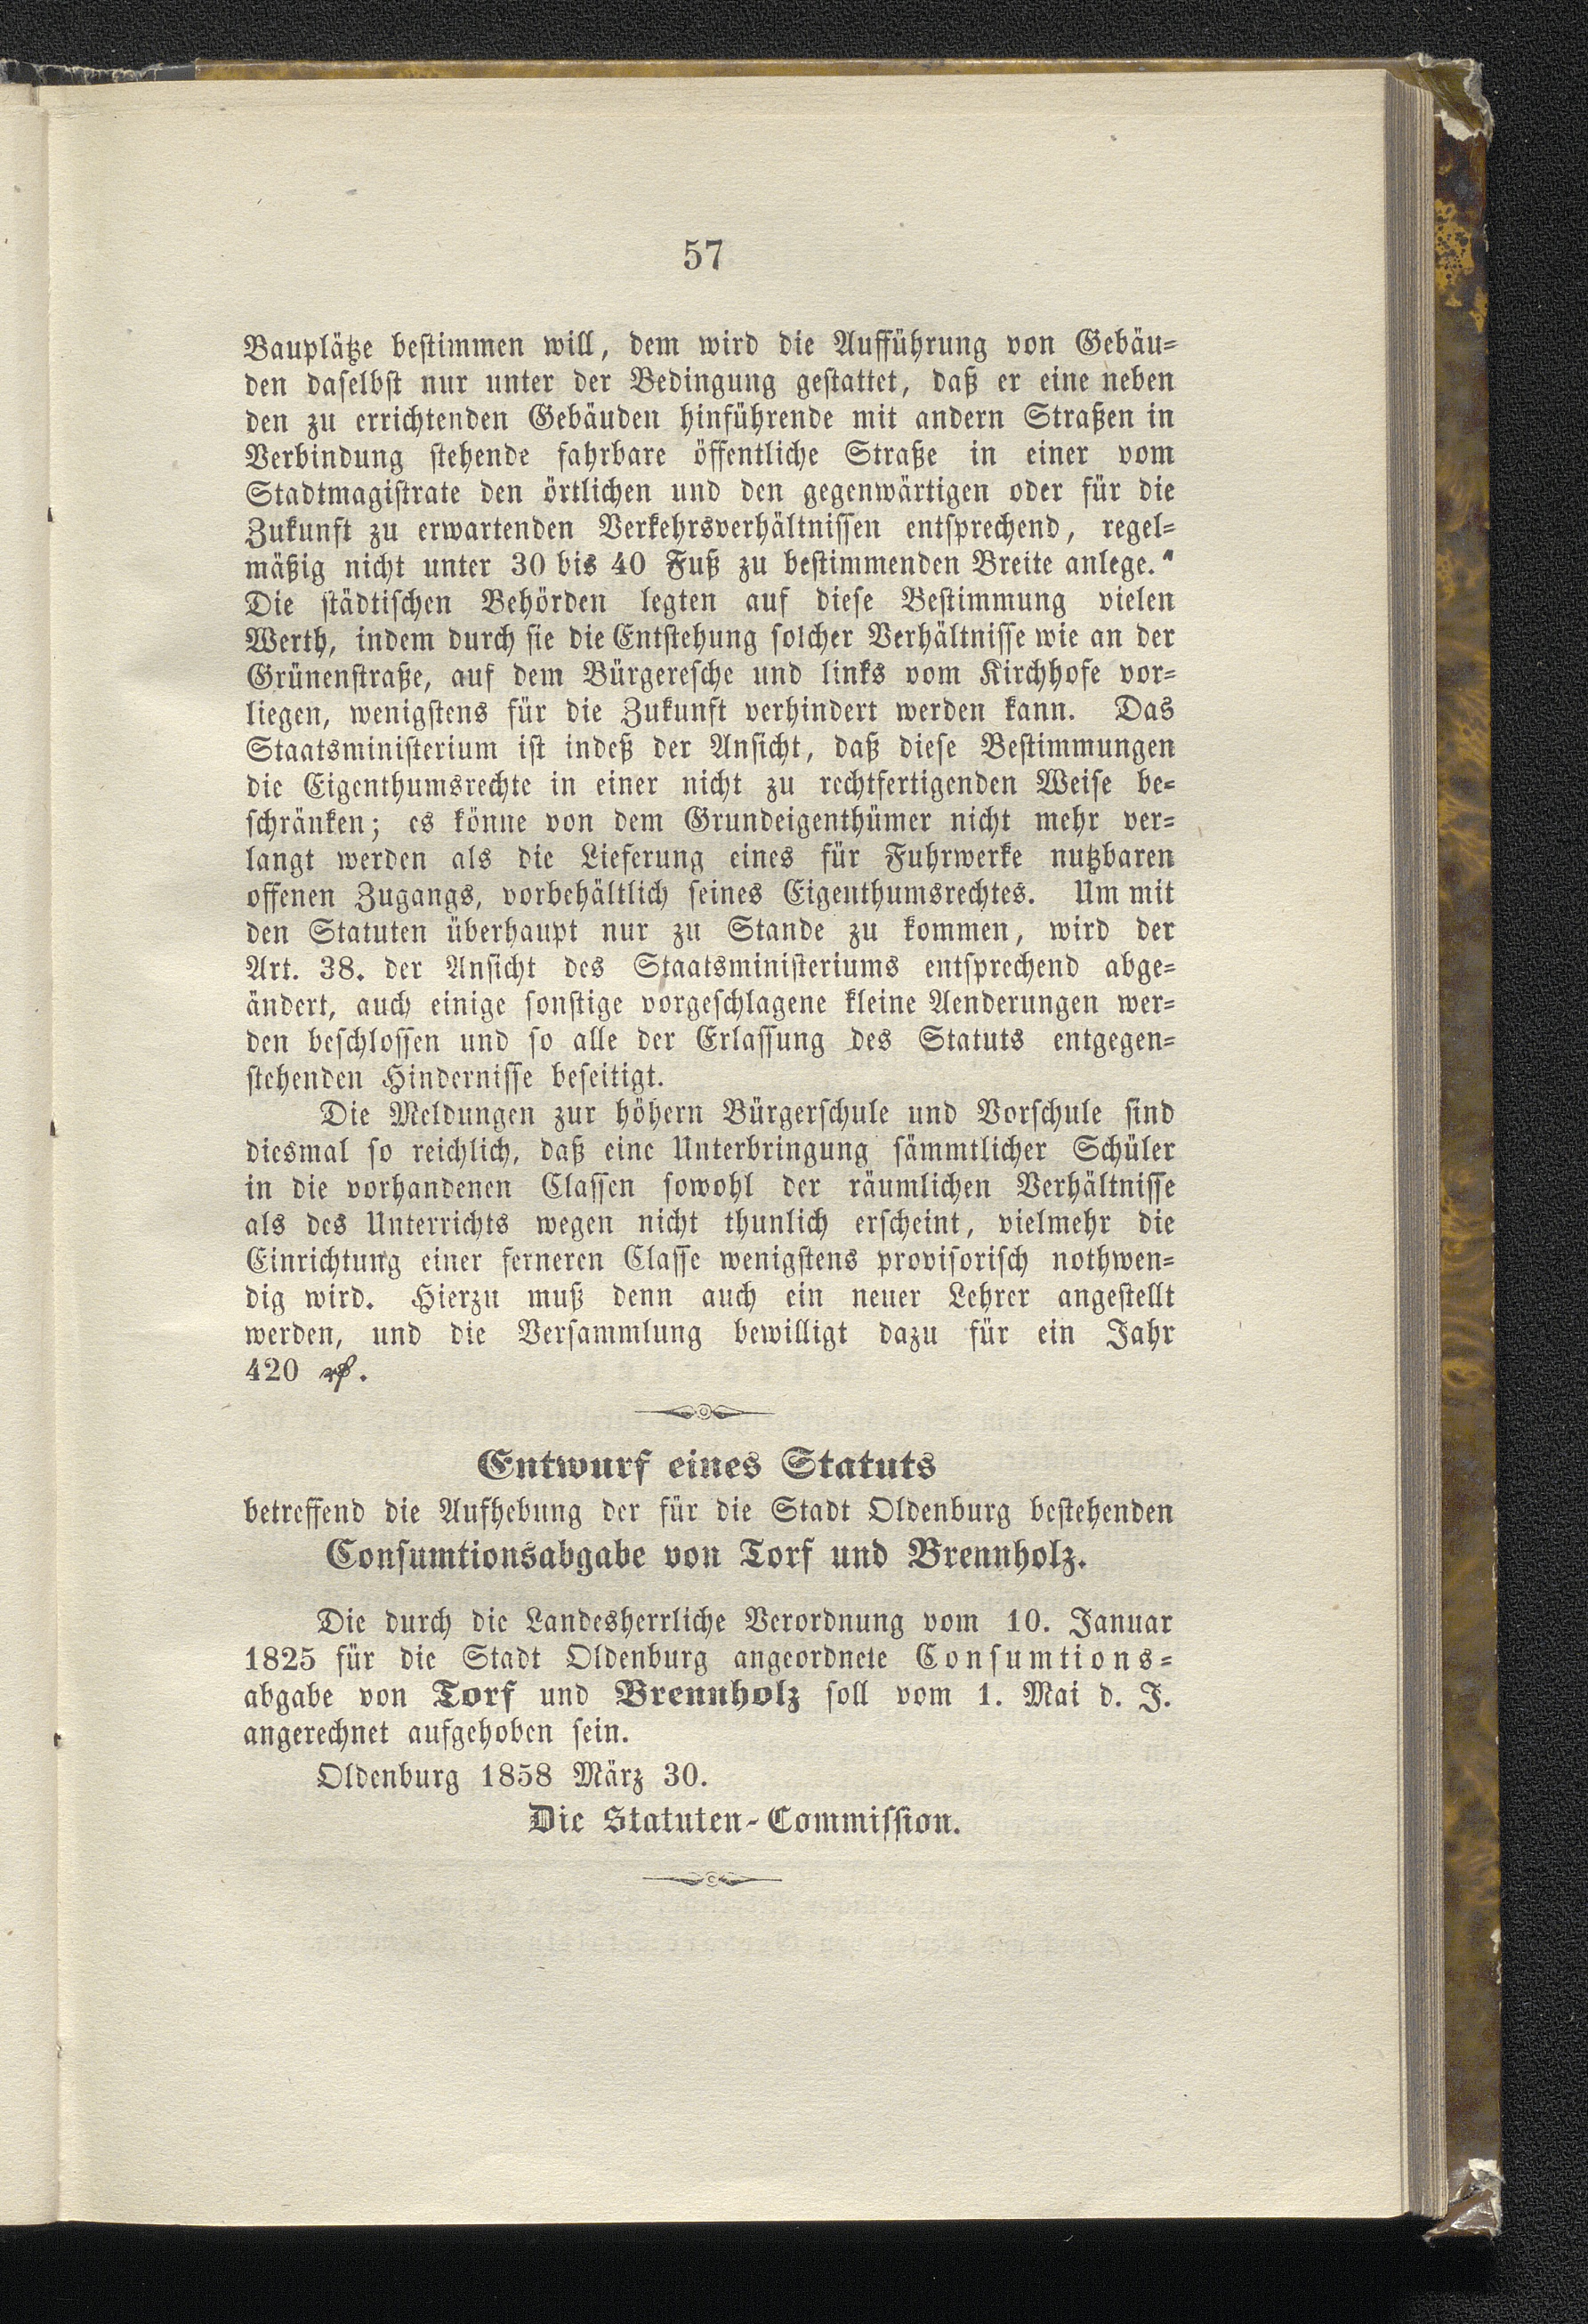 57
Bauplätze bestimmen will, dem wird die Aufführung von Gebäu-
den daselbst nur unter der Bedingung gestattet, daß er eine neben
den zu errichtenden Gebäuden hinführende mit andern Straßen in
Verbindung stehende fahrbare öffentliche Straße in einer vom
Stadtmagistrate den örtlichen und den gegenwärtigen oder für die
Zukunft zu erwartenden Verkehrsverhältnissen entsprechend, regel-
mäßig nicht unter 30 bis 40 Fuß zu bestimmenden Breite anlege.“
Die städtischen Behörden legten auf diese Bestimmung vielen
Werth, indem durch sie die Entstehung solcher Verhältnisse wie an der
Grünenstraße, auf dem Bürgeresche und links vom Kirchhofe vor-
liegen, wenigstens für die Zukunft verhindert werden kann. Das
Staatsministerium ist indeß der Ansicht, daß diese Bestimmungen
die Eigenthumsrechte in einer nicht zu rechtfertigenden Weise be-
schränken; es könne von dem Grundeigenthümer nicht mehr ver-
langt werden als die Lieferung eines für Fuhrwerke nutzbaren
offenen Zugangs, vorbehältlich seines Eigenthumsrechtes. Um mit
den Statuten überhaupt nur zu Stande zu kommen, wird der
Art. 38. der Ansicht des Staatsministeriums entsprechend abge-
ändert, auch einige sonstige vorgeschlagene kleine Aenderungen wer-
den beschlossen und so alle der Erlassung des Statuts entgegen-
stehenden Hindernisse beseitigt.
Die Meldungen zur höhern Bürgerschule und Vorschule sind
diesmal so reichlich, daß eine Unterbringung sämmtlicher Schüler
in die vorhandenen Classen sowohl der räumlichen Verhältnisse
als des Unterrichts wegen nicht thunlich erscheint, vielmehr die
Einrichtung einer ferneren Classe wenigstens provisorisch nothwen-
dig wird. Hierzu muß denn auch ein neuer Lehrer angestellt
werden, und die Versammlung bewilligt dazu für ein Jahr
420 ₰.
Entwurf eines Statuts
betreffend die Aufhebung der für die Stadt Oldenburg bestehenden
Consumtionsabgabe von Torf und Brennholz.
Die durch die Landesherrliche Verordnung vom 10. Januar
1825 für die Stadt Oldenburg angeordnete Consumtions-
abgabe von Torf und Brennholz soll vom 1. Mai d. J.
angerechnet aufgehoben sein.
Oldenburg 1858 März 30.
Die Statuten-Commission.